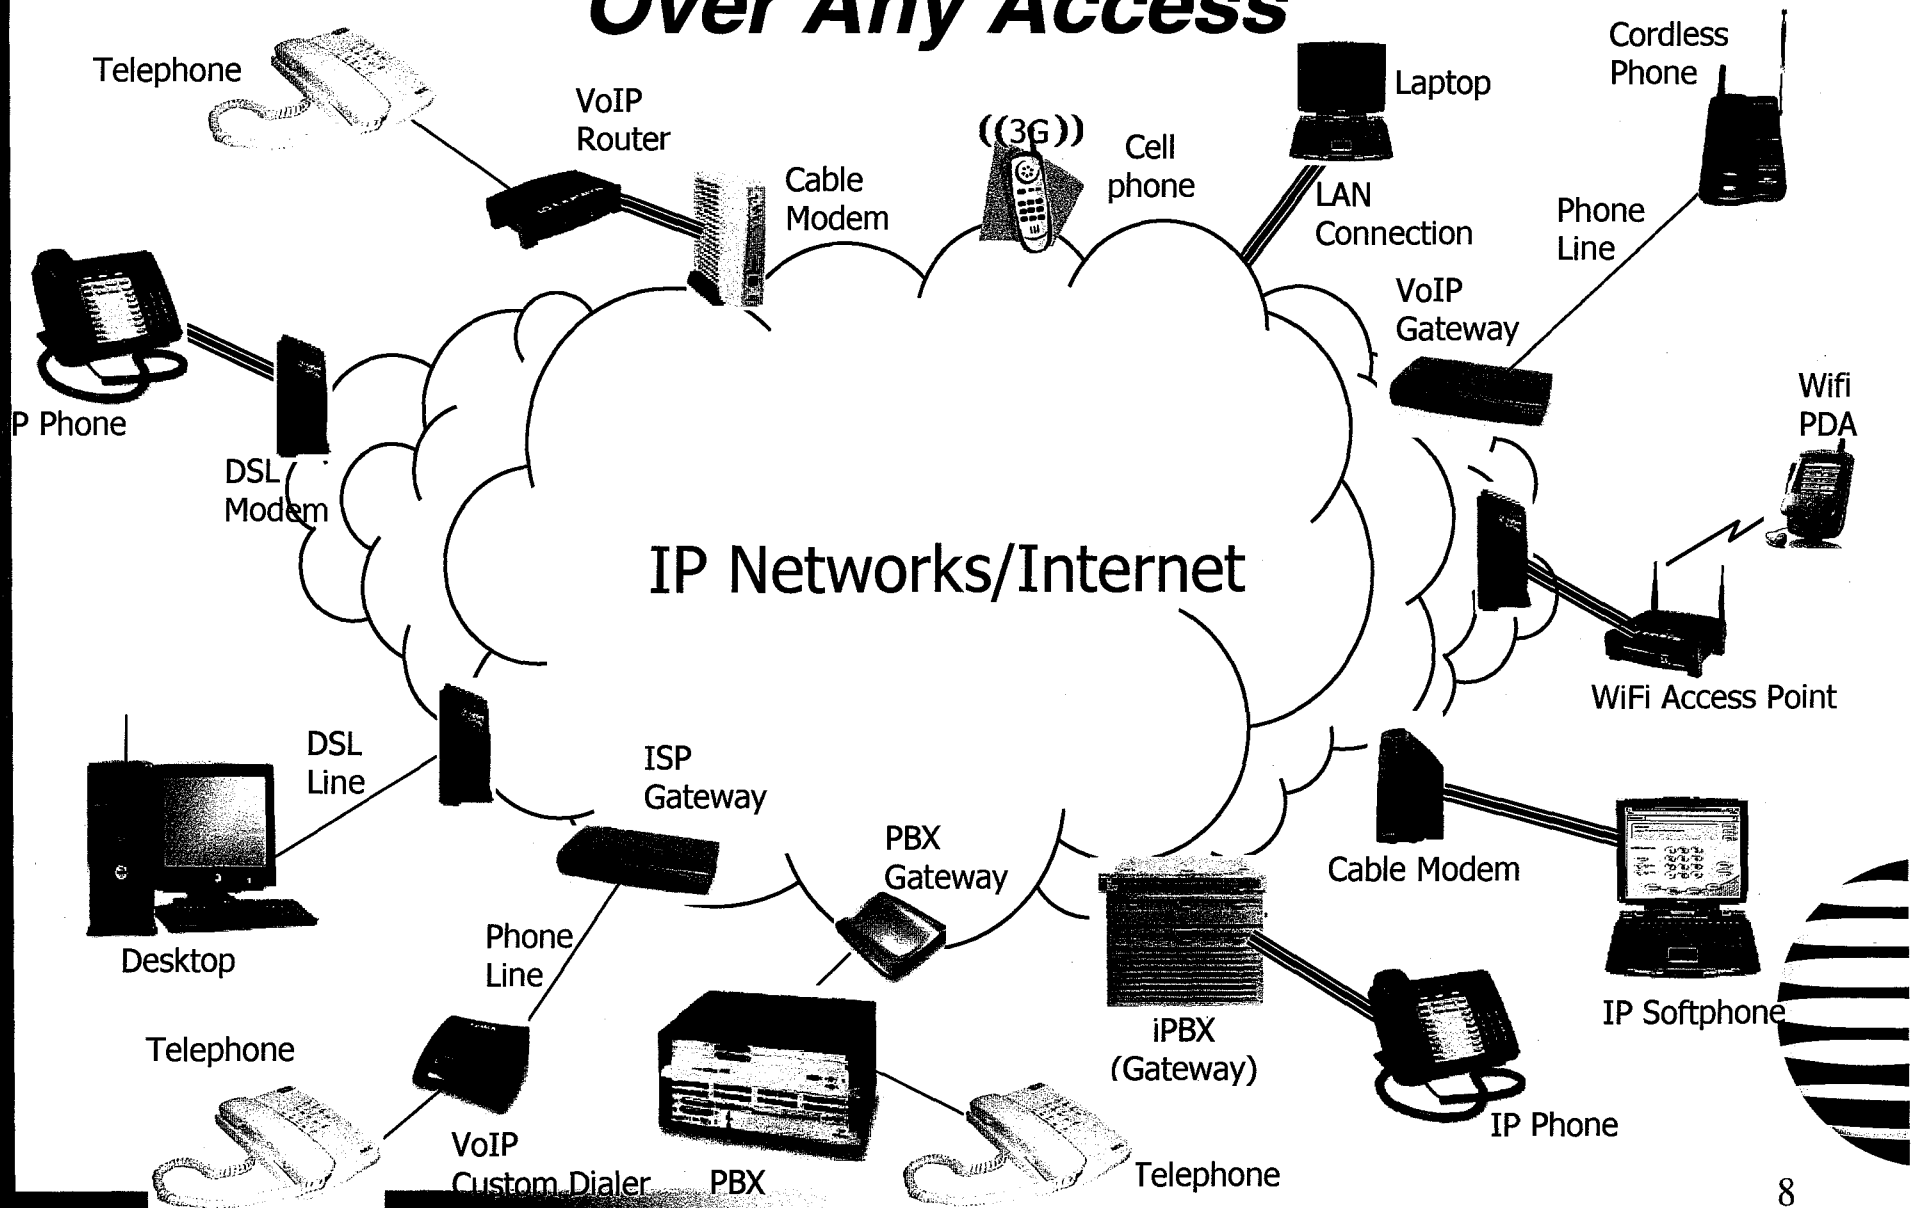 Over Any Access
Telephone
VoIP
Router
Cable
Modem
((3G))
Cell
phone
Laptop
LAN
Connection
Cordless
Phone
Phone
Line
VoIP
Gateway
P Phone
DSL
Modem
Wifi
PDA
IP Networks/Internet
WiFi Access Point
DSL
Line
Desktop
ISP
Gateway
PBX
Gateway
Cable Modem
IP Softphone
Phone
Line
iPBX
(Gateway)
IP Phone
Telephone
VoIP
Custom Dialer
PBX
Telephone
8